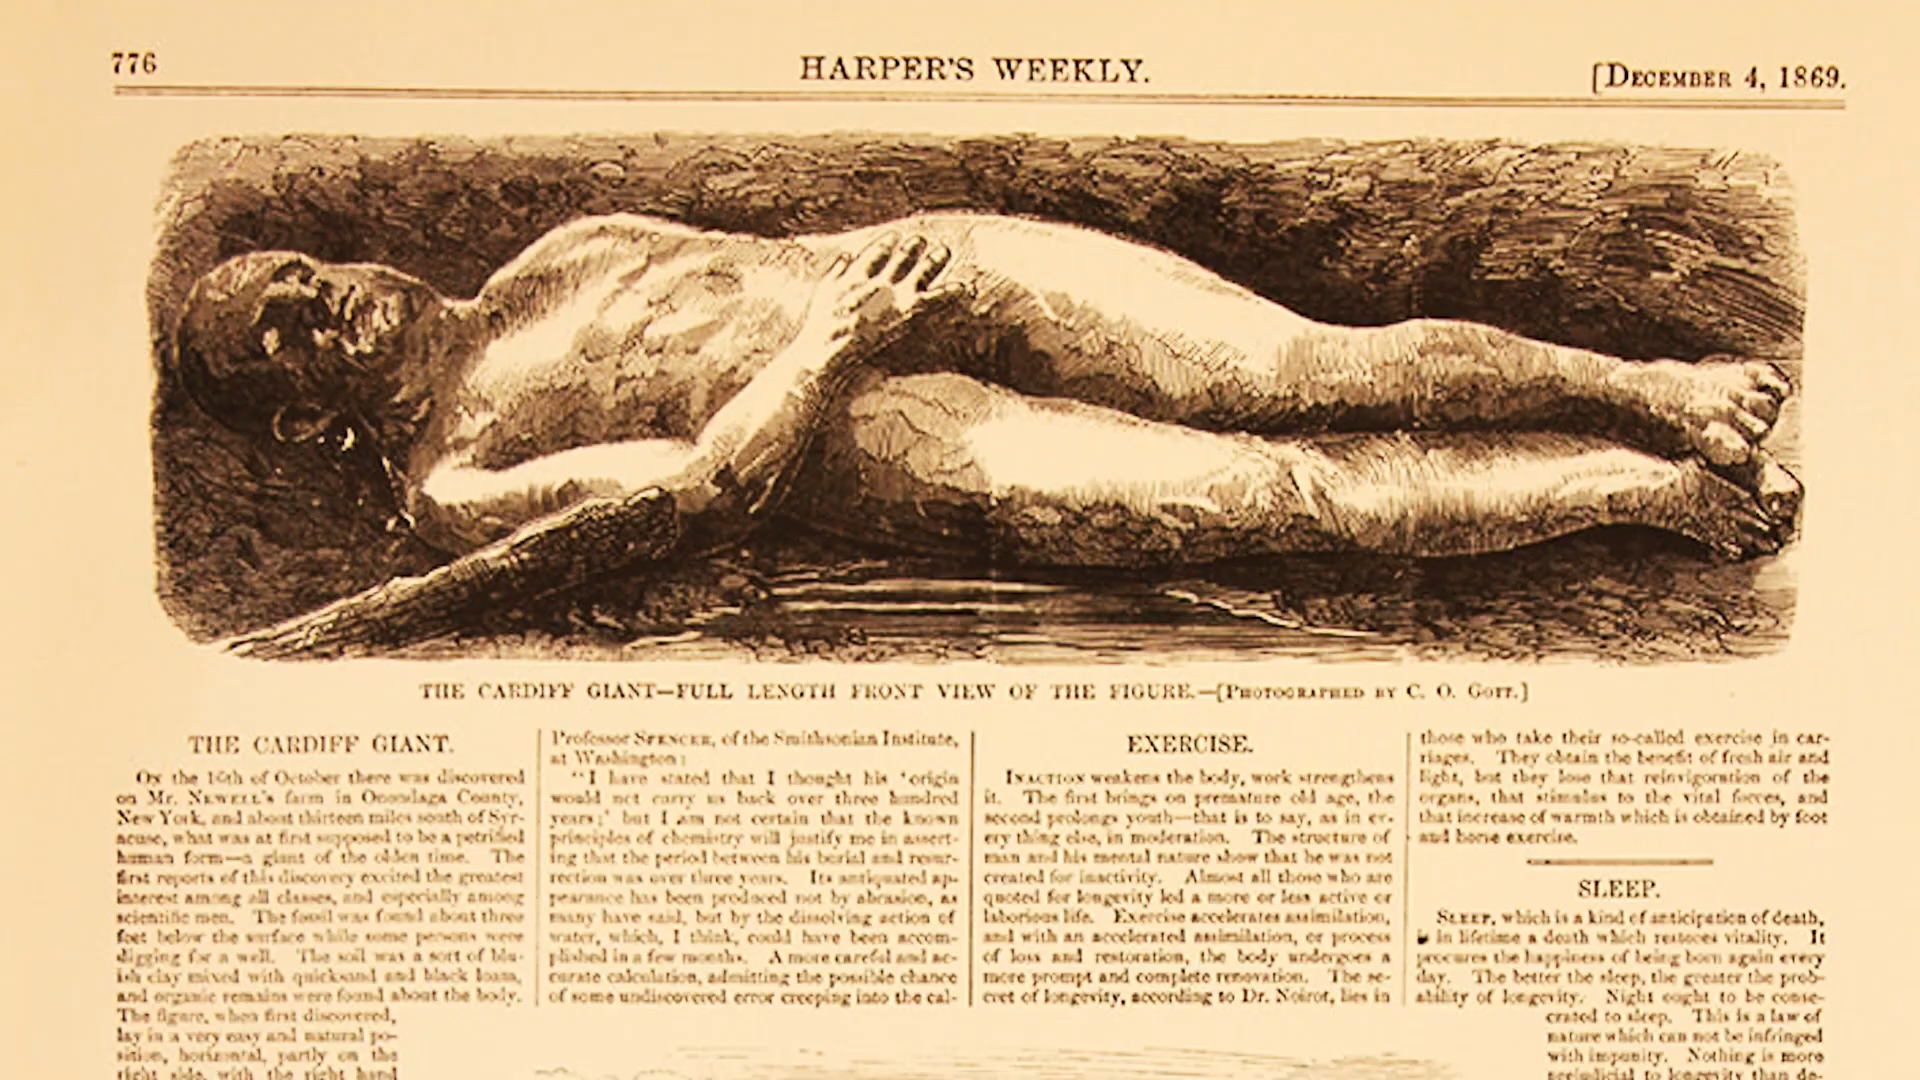 776
HARPER'S WEEKLY.
[DECEMBER 4, 1869.
THE CARDIFF GIANT—FULL LENGTH FRONT VIEW OF THE FIGURE.—[PHOTOGRAPHED BY C. O. GOTT.]
THE CARDIFF GIANT.
ON the 16th of October there was discovered
on Mr. NEWELL'S farm in Onondaga County,
New York, and about thirteen miles south of Syr-
acuse, what was at first supposed to be a petrified
human form—a giant of the olden time. The
first reports of this discovery excited the greatest
interest among all classes, and especially among
scientific men. The fossil was found about three
feet below the surface while some persons were
digging for a well. The soil was a sort of blu-
ish clay mixed with quicksand and black loam,
and organic remains were found about the body.
The figure, when first discovered,
lay in a very easy and natural po-
sition, horizontal, partly on the
right side, with the right hand
Professor SPENCER, of the Smithsonian Institute,
at Washington:
"I have stated that I thought his 'origin
would not carry us back over three hundred
years;' but I am not certain that the known
principles of chemistry will justify me in assert-
ing that the period between his burial and resur-
rection was over three years. Its antiquated ap-
pearance has been produced not by abrasion, as
many have said, but by the dissolving action of
water, which, I think, could have been accom-
plished in a few months. A more careful and ac-
curate calculation, admitting the possible chance
of some undiscovered error creeping into the cal-
EXERCISE.
INACTION weakens the body, work strengthens
it. The first brings on premature old age, the
second prolongs youth—that is to say, as in ev-
ery thing else, in moderation. The structure of
man and his mental nature show that he was not
created for inactivity. Almost all those who are
quoted for longevity led a more or less active or
laborious life. Exercise accelerates assimilation,
and with an accelerated assimilation, or process
of loss and restoration, the body undergoes a
more prompt and complete renovation. The se-
cret of longevity, according to Dr. Noirot, lies in
those who take their so-called exercise in car-
riages. They obtain the benefit of fresh air and
light, but they lose that reinvigoration of the
organs, that stimulus to the vital forces, and
that increase of warmth which is obtained by foot
and horse exercise.
SLEEP.
SLEEP, which is a kind of anticipation of death,
is in lifetime a death which restores vitality. It
procures the happiness of being born again every
day. The better the sleep, the greater the prob-
ability of longevity. Night ought to be conse-
crated to sleep. This is a law of
nature which can not be infringed
with impunity. Nothing is more
prejudicial to longevity than de-